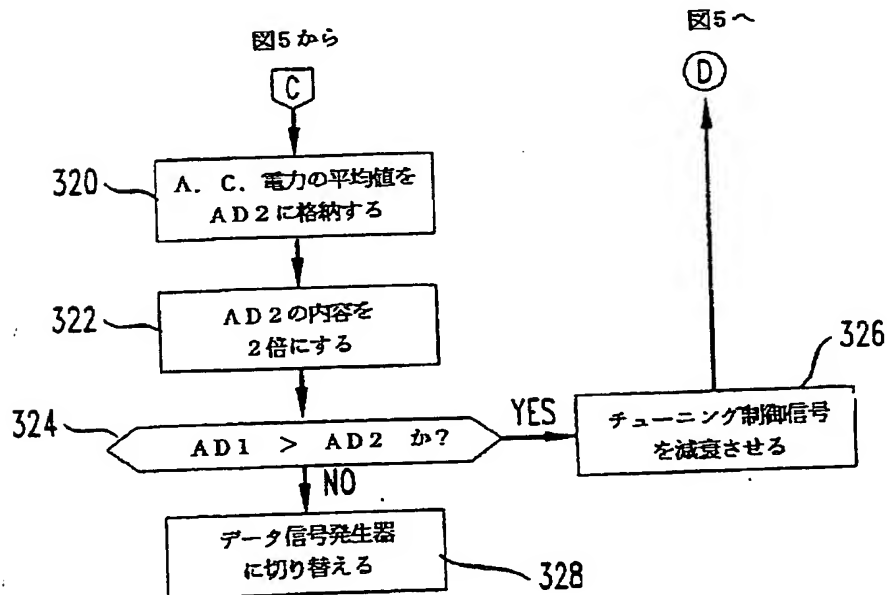 図5から
C
320
A．C．電力の平均値を
AD2に格納する
322
AD2の内容を
2倍にする
324
AD1 > AD2 か?
YES
NO
データ信号発生器
に切り替える
328
図5へ
D
326
チューニング制御信号
を減衰させる